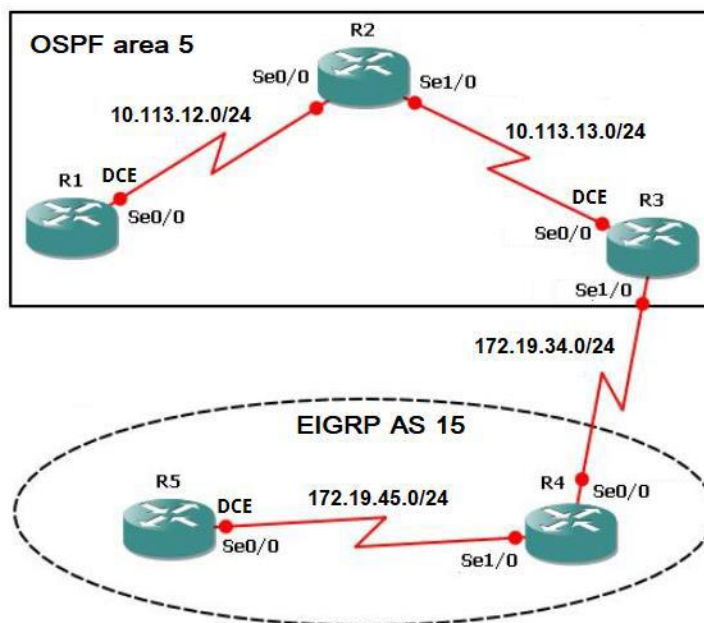 OSPF area 5
R2
Se0/0
Se1/0
10.113.12.0/24
10.113.13.0/24
R1
DCE
Se0/0
DCE
R3
Se0/0
Se1/0
172.19.34.0/24
EIGRP AS 15
R5
DCE
172.19.45.0/24
R4
Se0/0
Se0/0
Se1/0